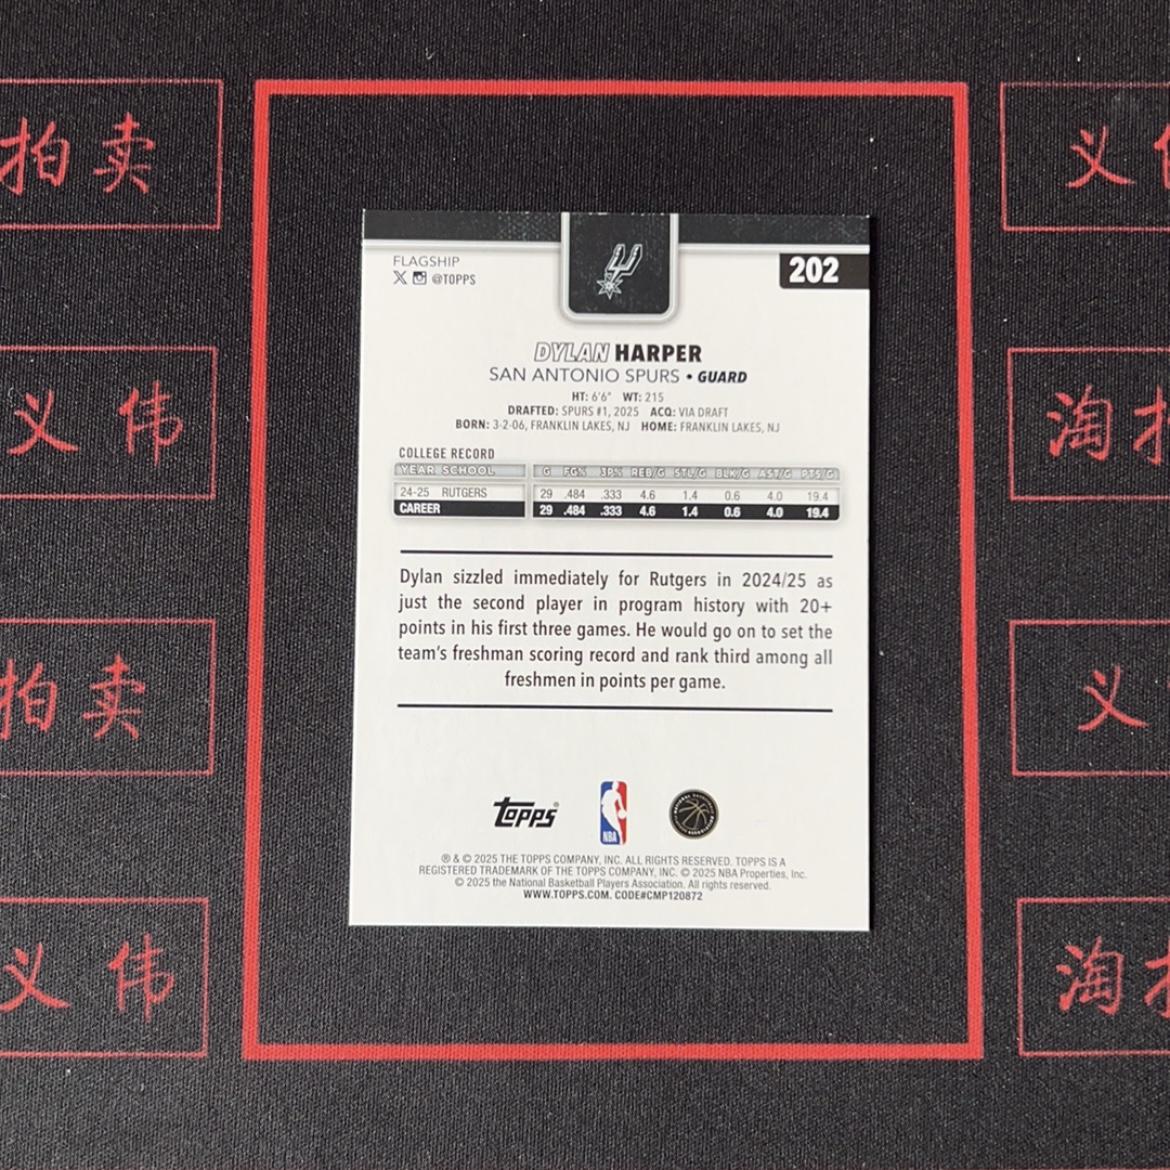 拍卖
义
义伟
淘
拍卖
义
义伟
淘
FLAGSHIP
@TOPPS
202
DYLAN HARPER
SAN ANTONIO SPURS • GUARD
HT: 6'6" WT: 215
DRAFTED: SPURS #1, 2025 ACQ: VIA DRAFT
BORN: 3-2-06, FRANKLIN LAKES, NJ HOME: FRANKLIN LAKES, NJ
COLLEGE RECORD
YEAR SCHOOL G FG% 3P% REB/G STL/G BLK/G AST/G PTS/G
24-25 RUTGERS 29 .484 .333 4.6 1.4 0.6 4.0 19.4
CAREER 29 .484 .333 4.6 1.4 0.6 4.0 19.4
Dylan sizzled immediately for Rutgers in 2024/25 as
just the second player in program history with 20+
points in his first three games. He would go on to set the
team's freshman scoring record and rank third among all
freshmen in points per game.
Topps®
NBA
® & © 2025 THE TOPPS COMPANY, INC. ALL RIGHTS RESERVED. TOPPS IS A
REGISTERED TRADEMARK OF THE TOPPS COMPANY, INC. © 2025 NBA Properties, Inc.
© 2025 the National Basketball Players Association. All rights reserved.
WWW.TOPPS.COM. CODE#CMP120872